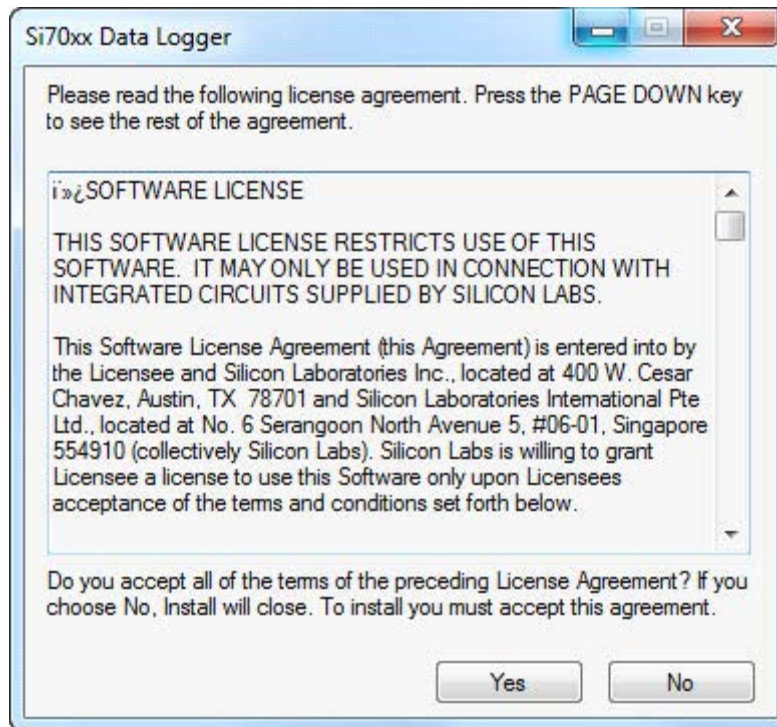 Si70xx Data Logger
Please read the following license agreement. Press the PAGE DOWN key
to see the rest of the agreement.
ï»¿SOFTWARE LICENSE
THIS SOFTWARE LICENSE RESTRICTS USE OF THIS
SOFTWARE.  IT MAY ONLY BE USED IN CONNECTION WITH
INTEGRATED CIRCUITS SUPPLIED BY SILICON LABS.
This Software License Agreement (this Agreement) is entered into by
the Licensee and Silicon Laboratories Inc., located at 400 W. Cesar
Chavez, Austin, TX  78701 and Silicon Laboratories International Pte
Ltd., located at No. 6 Serangoon North Avenue 5, #06-01, Singapore
554910 (collectively Silicon Labs). Silicon Labs is willing to grant
Licensee a license to use this Software only upon Licensees
acceptance of the terms and conditions set forth below.
Do you accept all of the terms of the preceding License Agreement? If you
choose No, Install will close. To install you must accept this agreement.
Yes
No